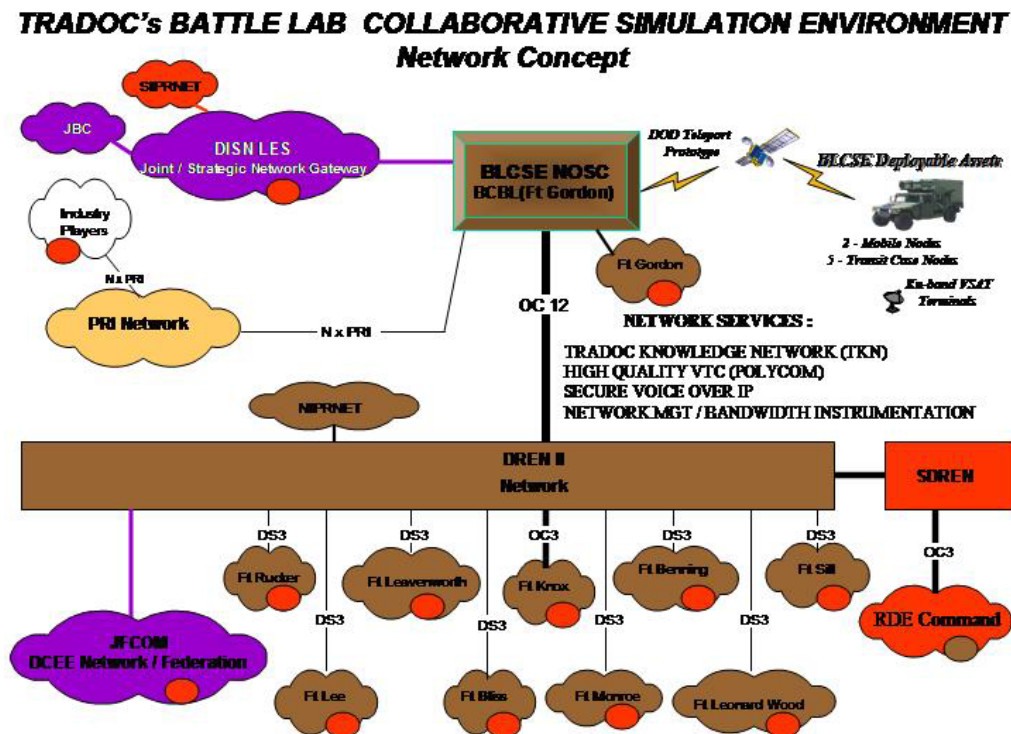 TRADOC's BATTLE LAB COLLABORATIVE SIMULATION ENVIRONMENT
Network Concept
SIPRNET
JBC
DISN LES
Joint / Strategic Network Gateway
BLCSE NOSC
BCBL(Ft Gordon)
DOD Teleport
Prototype
BLCSE Deployable Assets
2 - Mobile Nodes
5 - Transit Case Nodes
Ku-band VSAT
Terminals
Industry
Players
N x PRI
PRI Network
N x PRI
Ft Gordon
OC 12
NETWORK SERVICES :
TRADOC KNOWLEDGE NETWORK (TKN)
HIGH QUALITY VTC (POLYCOM)
SECURE VOICE OVER IP
NETWORK MGT / BANDWIDTH INSTRUMENTATION
NIPRNET
DREN II
Network
SDREN
DS3
DS3
OC3
DS3
DS3
OC3
Ft Rucker
Ft Leavenworth
Ft Knox
Ft Benning
Ft Sill
RDE Command
DS3
DS3
DS3
DS3
JFCOM
DCEE Network / Federation
Ft Lee
Ft Bliss
Ft Monroe
Ft Leonard Wood